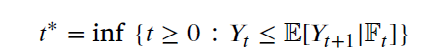 t* = inf {t ≥ 0 : Y_t ≤ 𝔼[Y_{t+1}|𝔽_t]}